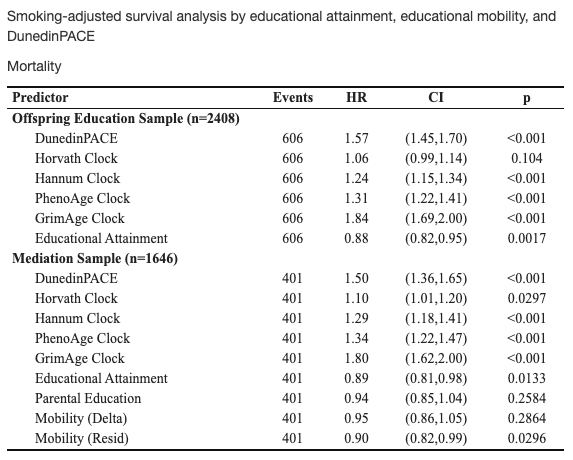 Smoking-adjusted survival analysis by educational attainment, educational mobility, and
DunedinPACE
Mortality
Predictor Events HR CI p
Offspring Education Sample (n=2408)
DunedinPACE 606 1.57 (1.45,1.70) <0.001
Horvath Clock 606 1.06 (0.99,1.14) 0.104
Hannum Clock 606 1.24 (1.15,1.34) <0.001
PhenoAge Clock 606 1.31 (1.22,1.41) <0.001
GrimAge Clock 606 1.84 (1.69,2.00) <0.001
Educational Attainment 606 0.88 (0.82,0.95) 0.0017
Mediation Sample (n=1646)
DunedinPACE 401 1.50 (1.36,1.65) <0.001
Horvath Clock 401 1.10 (1.01,1.20) 0.0297
Hannum Clock 401 1.29 (1.18,1.41) <0.001
PhenoAge Clock 401 1.34 (1.22,1.47) <0.001
GrimAge Clock 401 1.80 (1.62,2.00) <0.001
Educational Attainment 401 0.89 (0.81,0.98) 0.0133
Parental Education 401 0.94 (0.85,1.04) 0.2584
Mobility (Delta) 401 0.95 (0.86,1.05) 0.2864
Mobility (Resid) 401 0.90 (0.82,0.99) 0.0296